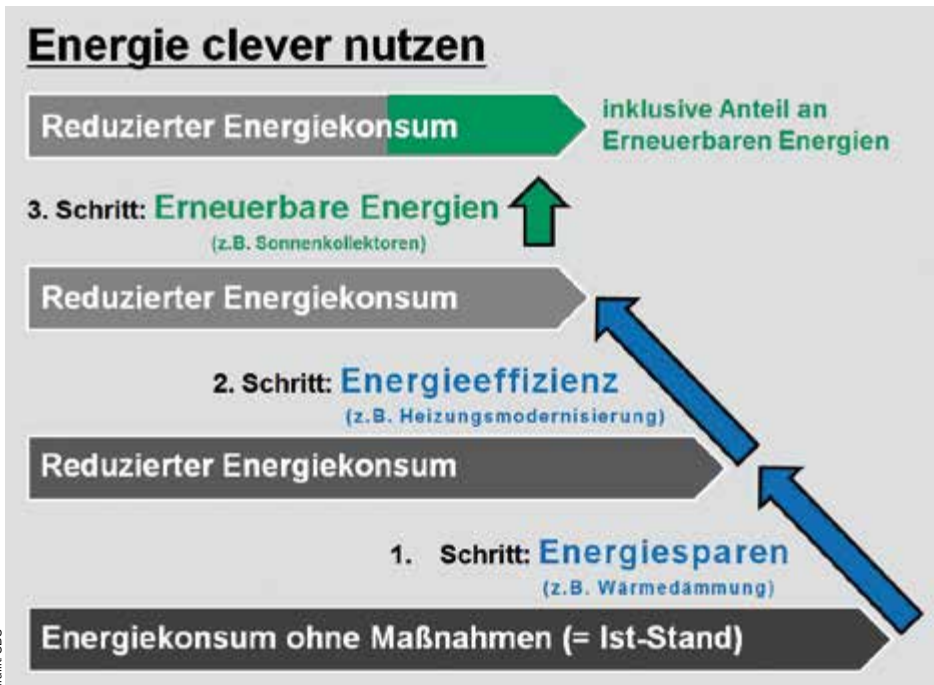 Energie clever nutzen
Reduzierter Energiekonsum
inklusive Anteil an
Erneuerbaren Energien
3. Schritt: Erneuerbare Energien
(z.B. Sonnenkollektoren)
Reduzierter Energiekonsum
2. Schritt: Energieeffizienz
(z.B. Heizungsmodernisierung)
Reduzierter Energiekonsum
1. Schritt: Energiesparen
(z.B. Wärmedämmung)
Energiekonsum ohne Maßnahmen (= Ist-Stand)